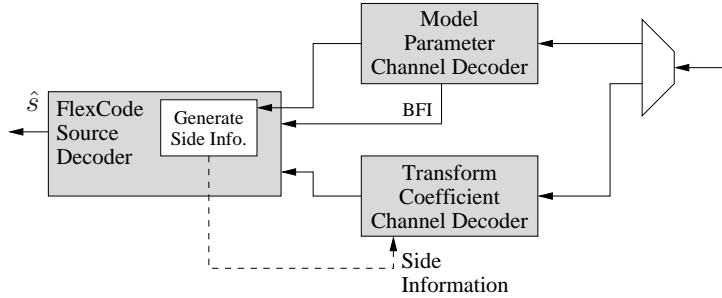 Model
Parameter
Channel Decoder
ŝ
FlexCode
Source
Decoder
Generate
Side Info.
BFI
Transform
Coefficient
Channel Decoder
Side
Information